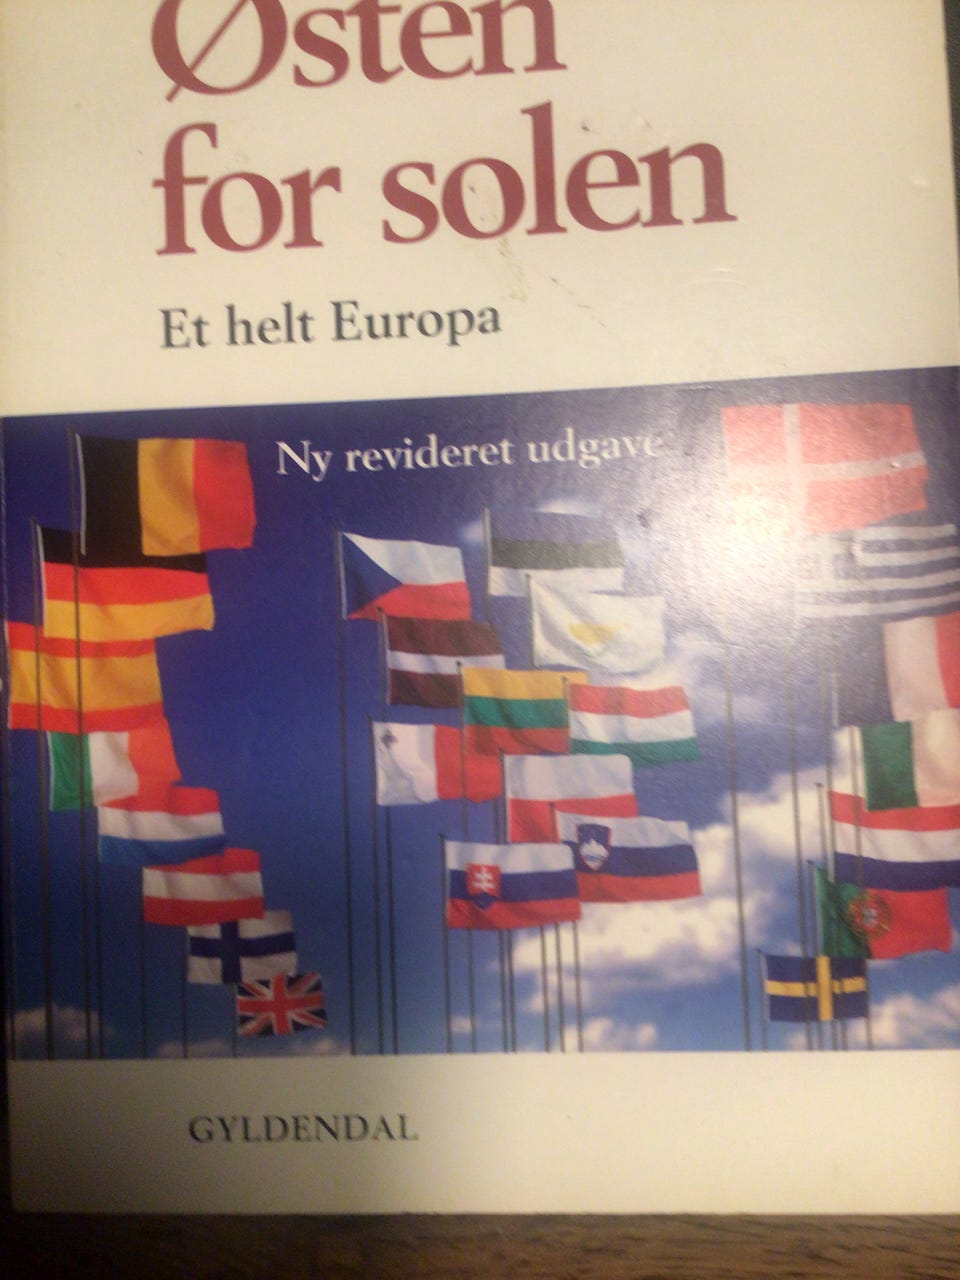 Østen
for solen
Et helt Europa
Ny revideret udgave
GYLDENDAL